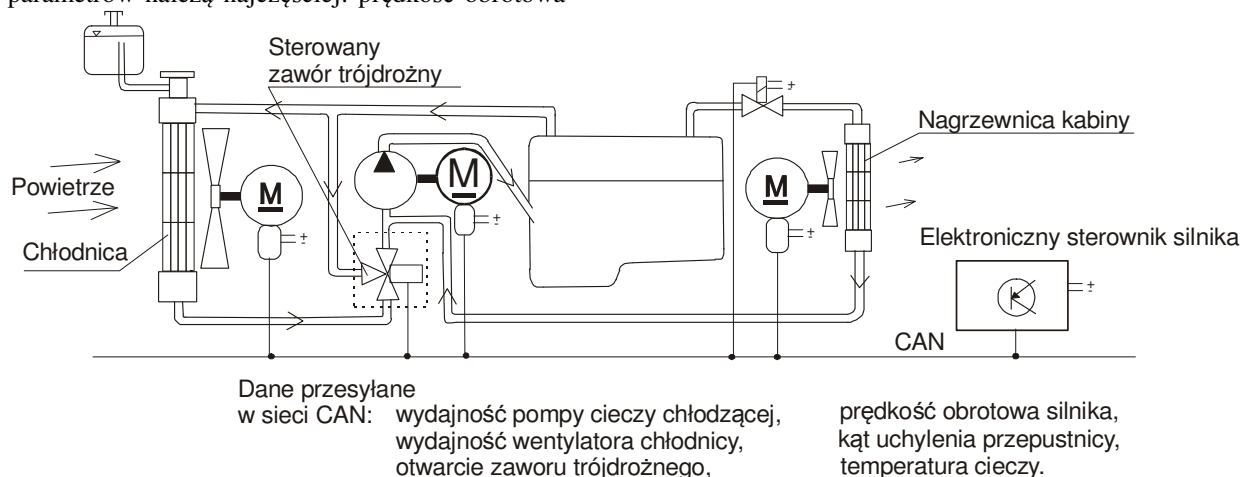 parametrów należą najczęściej: prędkość obrotowa
Sterowany
zawór trójdrożny
Nagrzewnica kabiny
Powietrze
M
M
M
Chłodnica
Elektroniczny sterownik silnika
CAN
Dane przesyłane
w sieci CAN: wydajność pompy cieczy chłodzącej,
wydajność wentylatora chłodnicy,
otwarcie zaworu trójdrożnego,
prędkość obrotowa silnika,
kąt uchylenia przepustnicy,
temperatura cieczy.